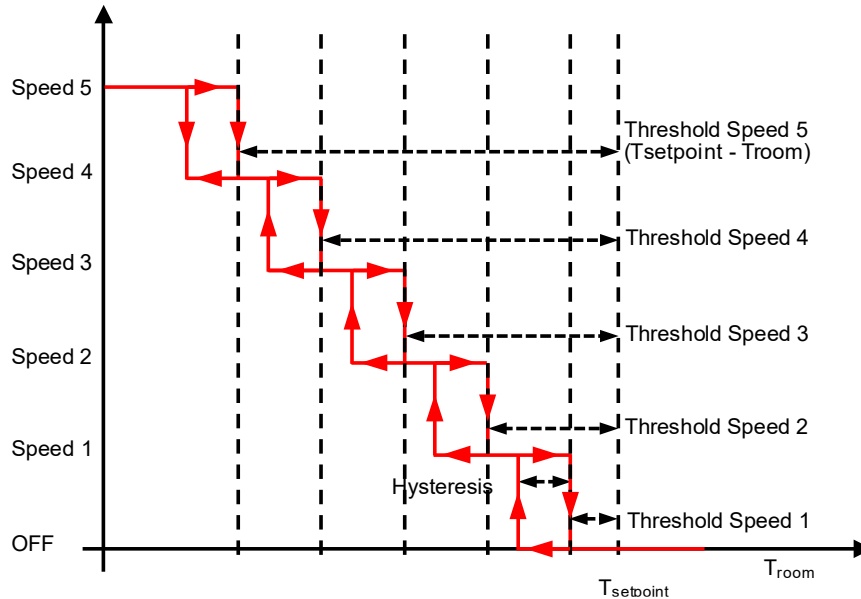 Speed 5
Threshold Speed 5
(Tsetpoint - Troom)
Speed 4
Threshold Speed 4
Speed 3
Threshold Speed 3
Speed 2
Threshold Speed 2
Speed 1
Hysteresis
Threshold Speed 1
OFF
Troom
Tsetpoint